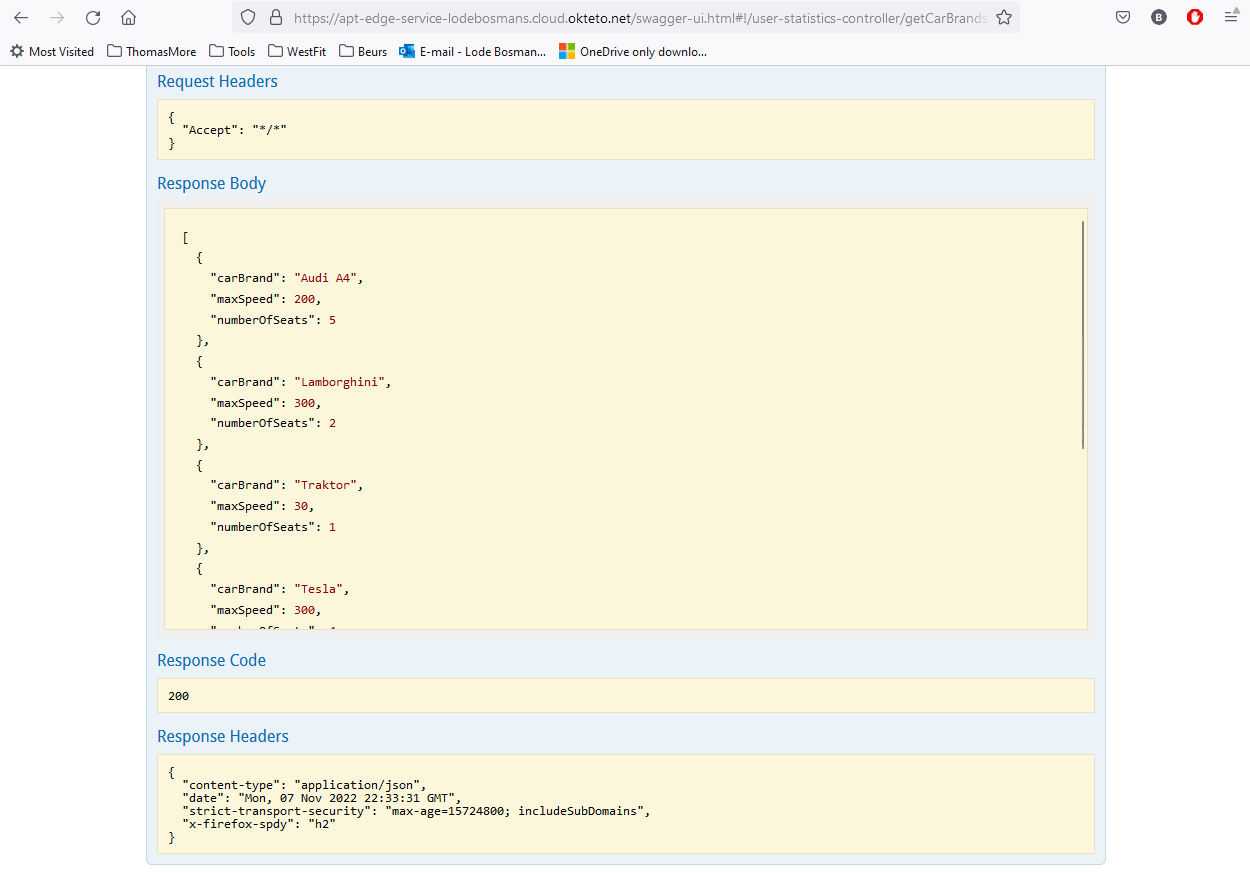 https://apt-edge-service-lodebosmans.cloud.okteto.net/swagger-ui.html#!/user-statistics-controller/getCarBrands
B
Most Visited ThomasMore Tools WestFit Beurs E-mail - Lode Bosman... OneDrive only downlo...
Request Headers
{
  "Accept": "*/*"
}
Response Body
[
  {
    "carBrand": "Audi A4",
    "maxSpeed": 200,
    "numberOfSeats": 5
  },
  {
    "carBrand": "Lamborghini",
    "maxSpeed": 300,
    "numberOfSeats": 2
  },
  {
    "carBrand": "Traktor",
    "maxSpeed": 30,
    "numberOfSeats": 1
  },
  {
    "carBrand": "Tesla",
    "maxSpeed": 300,
Response Code
200
Response Headers
{
  "content-type": "application/json",
  "date": "Mon, 07 Nov 2022 22:33:31 GMT",
  "strict-transport-security": "max-age=15724800; includeSubDomains",
  "x-firefox-spdy": "h2"
}